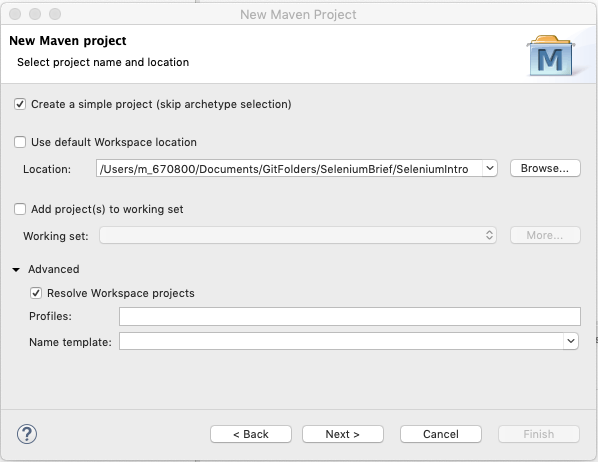 New Maven Project
New Maven project
Select project name and location
M
Create a simple project (skip archetype selection)
Use default Workspace location
Location: /Users/m_670800/Documents/GitFolders/SeleniumBrief/SeleniumIntro Browse...
Add project(s) to working set
Working set: More...
Advanced
Resolve Workspace projects
Profiles:
Name template:
? < Back Next > Cancel Finish